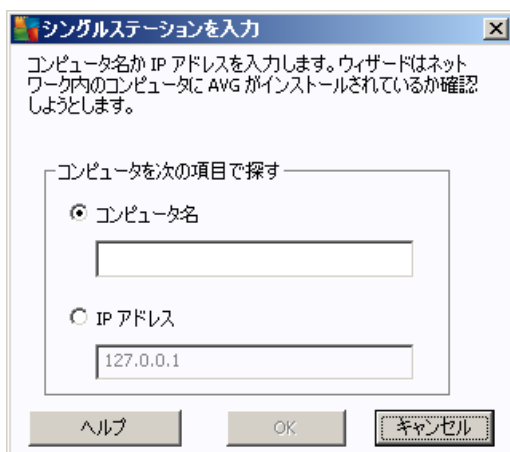 シングルステーションを入力
コンピュータ名か IP アドレスを入力します。ウィザードはネット
ワーク内のコンピュータに AVG がインストールされているか確認
しようとします。
コンピュータを次の項目で探す
コンピュータ名
IP アドレス
127.0.0.1
ヘルプ
OK
キャンセル